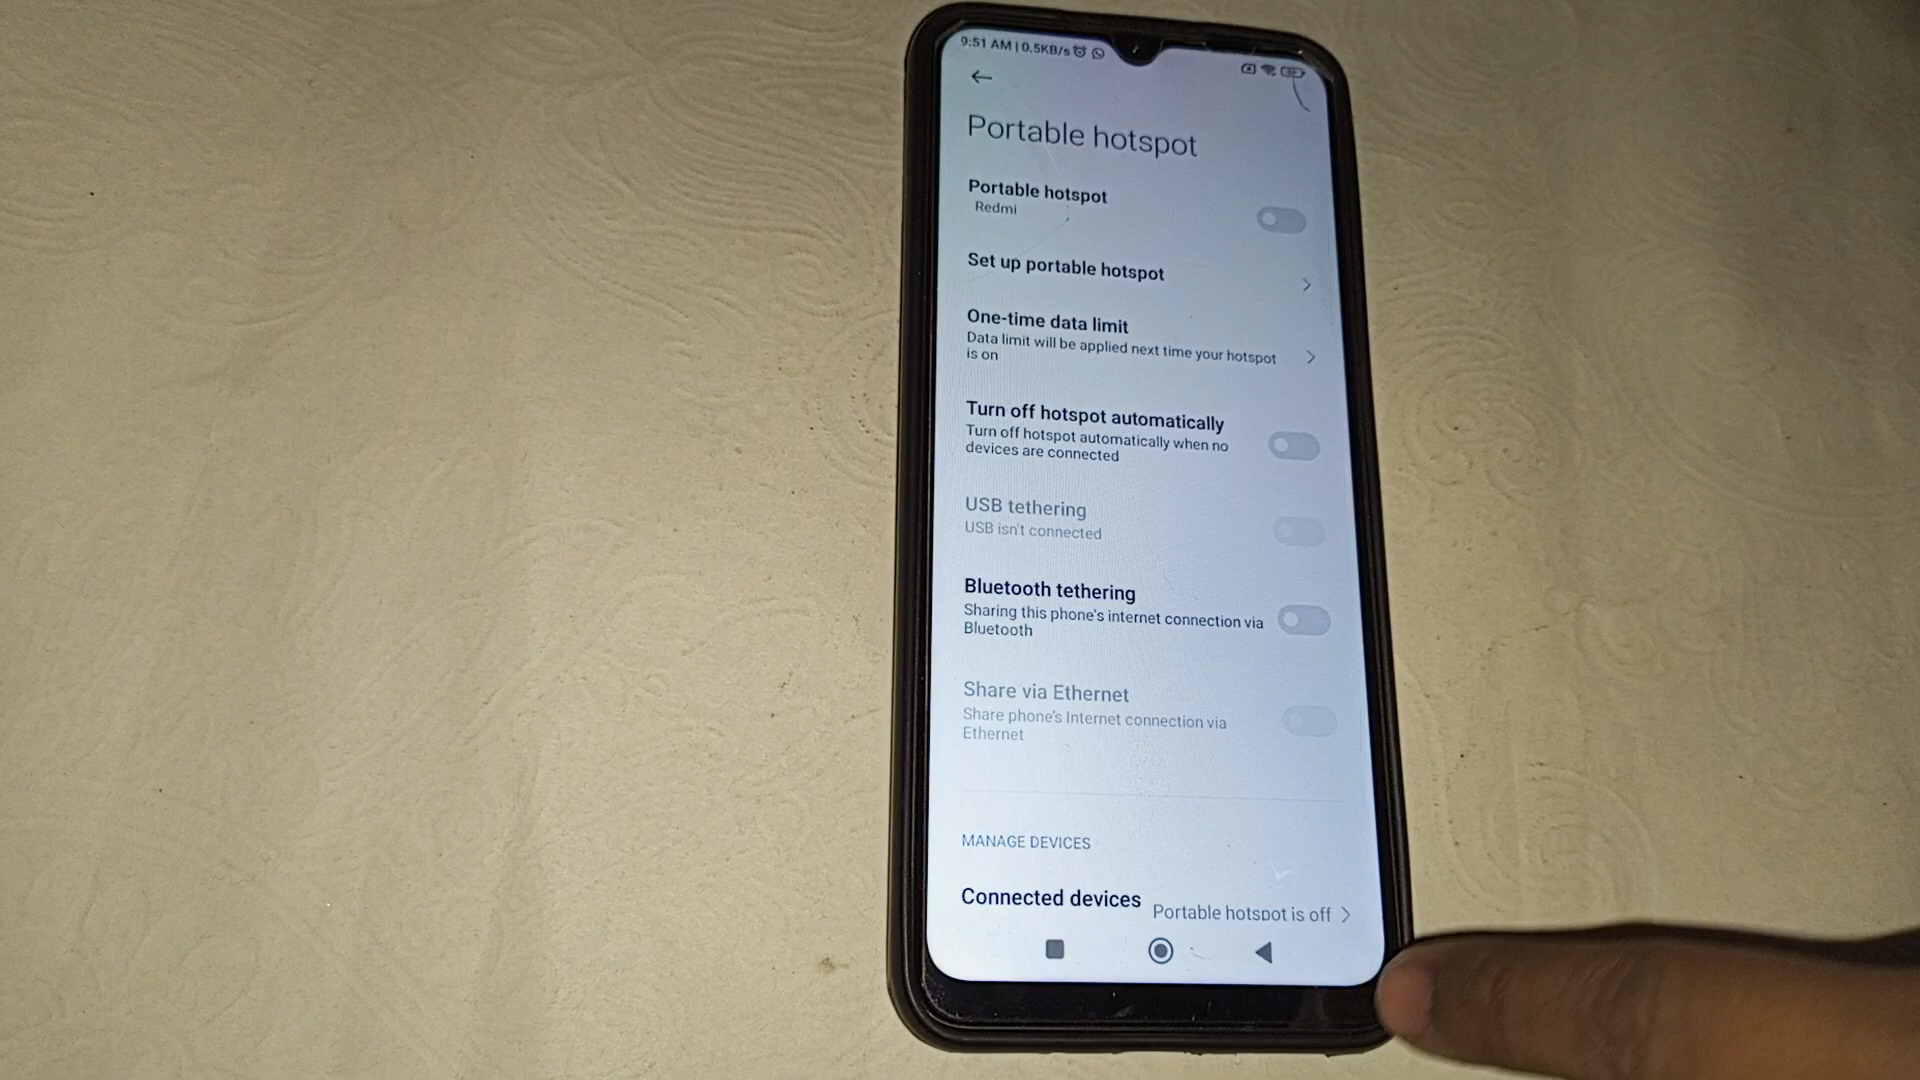 9:51 AM | 0.5KB/s
Portable hotspot
Portable hotspot
Redmi
Set up portable hotspot
One-time data limit
Data limit will be applied next time your hotspot
is on
Turn off hotspot automatically
Turn off hotspot automatically when no
devices are connected
USB tethering
USB isn't connected
Bluetooth tethering
Sharing this phone's internet connection via
Bluetooth
Share via Ethernet
Share phone's Internet connection via
Ethernet
MANAGE DEVICES
Connected devices
Portable hotspot is off